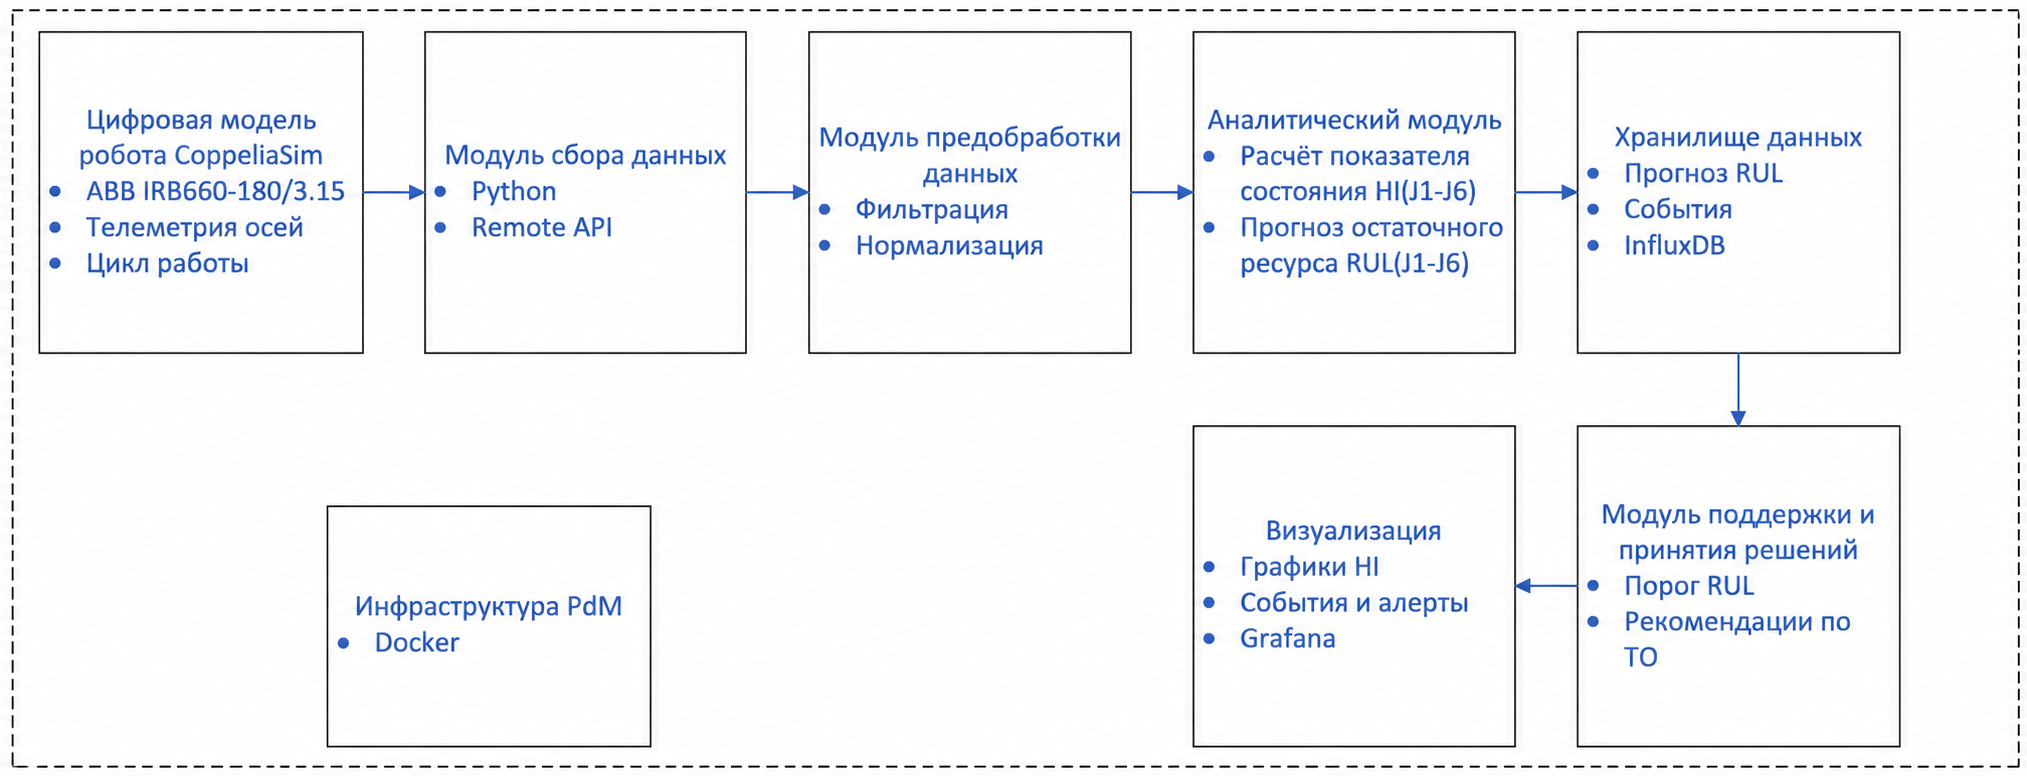 Цифровая модель
робота CoppeliaSim
• ABB IRB660-180/3.15
• Телеметрия осей
• Цикл работы
Модуль сбора данных
• Python
• Remote API
Модуль предобработки
данных
• Фильтрация
• Нормализация
Аналитический модуль
• Расчёт показателя
состояния HI(J1-J6)
• Прогноз остаточного
ресурса RUL(J1-J6)
Хранилище данных
• Прогноз RUL
• События
• InfluxDB
Модуль поддержки и
принятия решений
• Порог RUL
• Рекомендации по
ТО
Визуализация
• Графики HI
• События и алерты
• Grafana
Инфраструктура PdM
• Docker